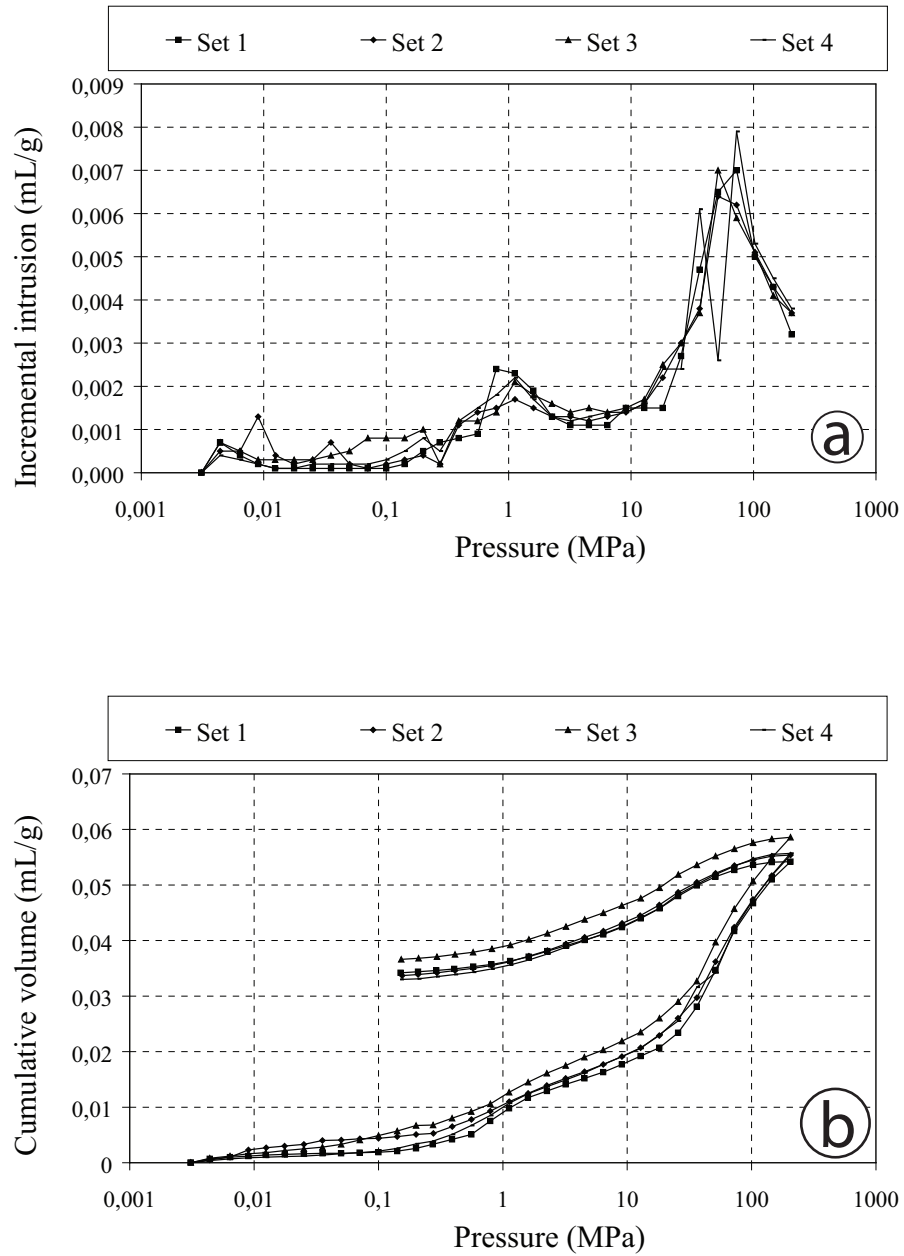 Set 1 Set 2 Set 3 Set 4
0,009
0,008
0,007
0,006
0,005
0,004
0,003
0,002
0,001
0,000
Incremental intrusion (mL/g)
a
0,001 0,01 0,1 1 10 100 1000
Pressure (MPa)
Set 1 Set 2 Set 3 Set 4
0,07
0,06
0,05
0,04
0,03
0,02
0,01
0
Cumulative volume (mL/g)
b
0,001 0,01 0,1 1 10 100 1000
Pressure (MPa)